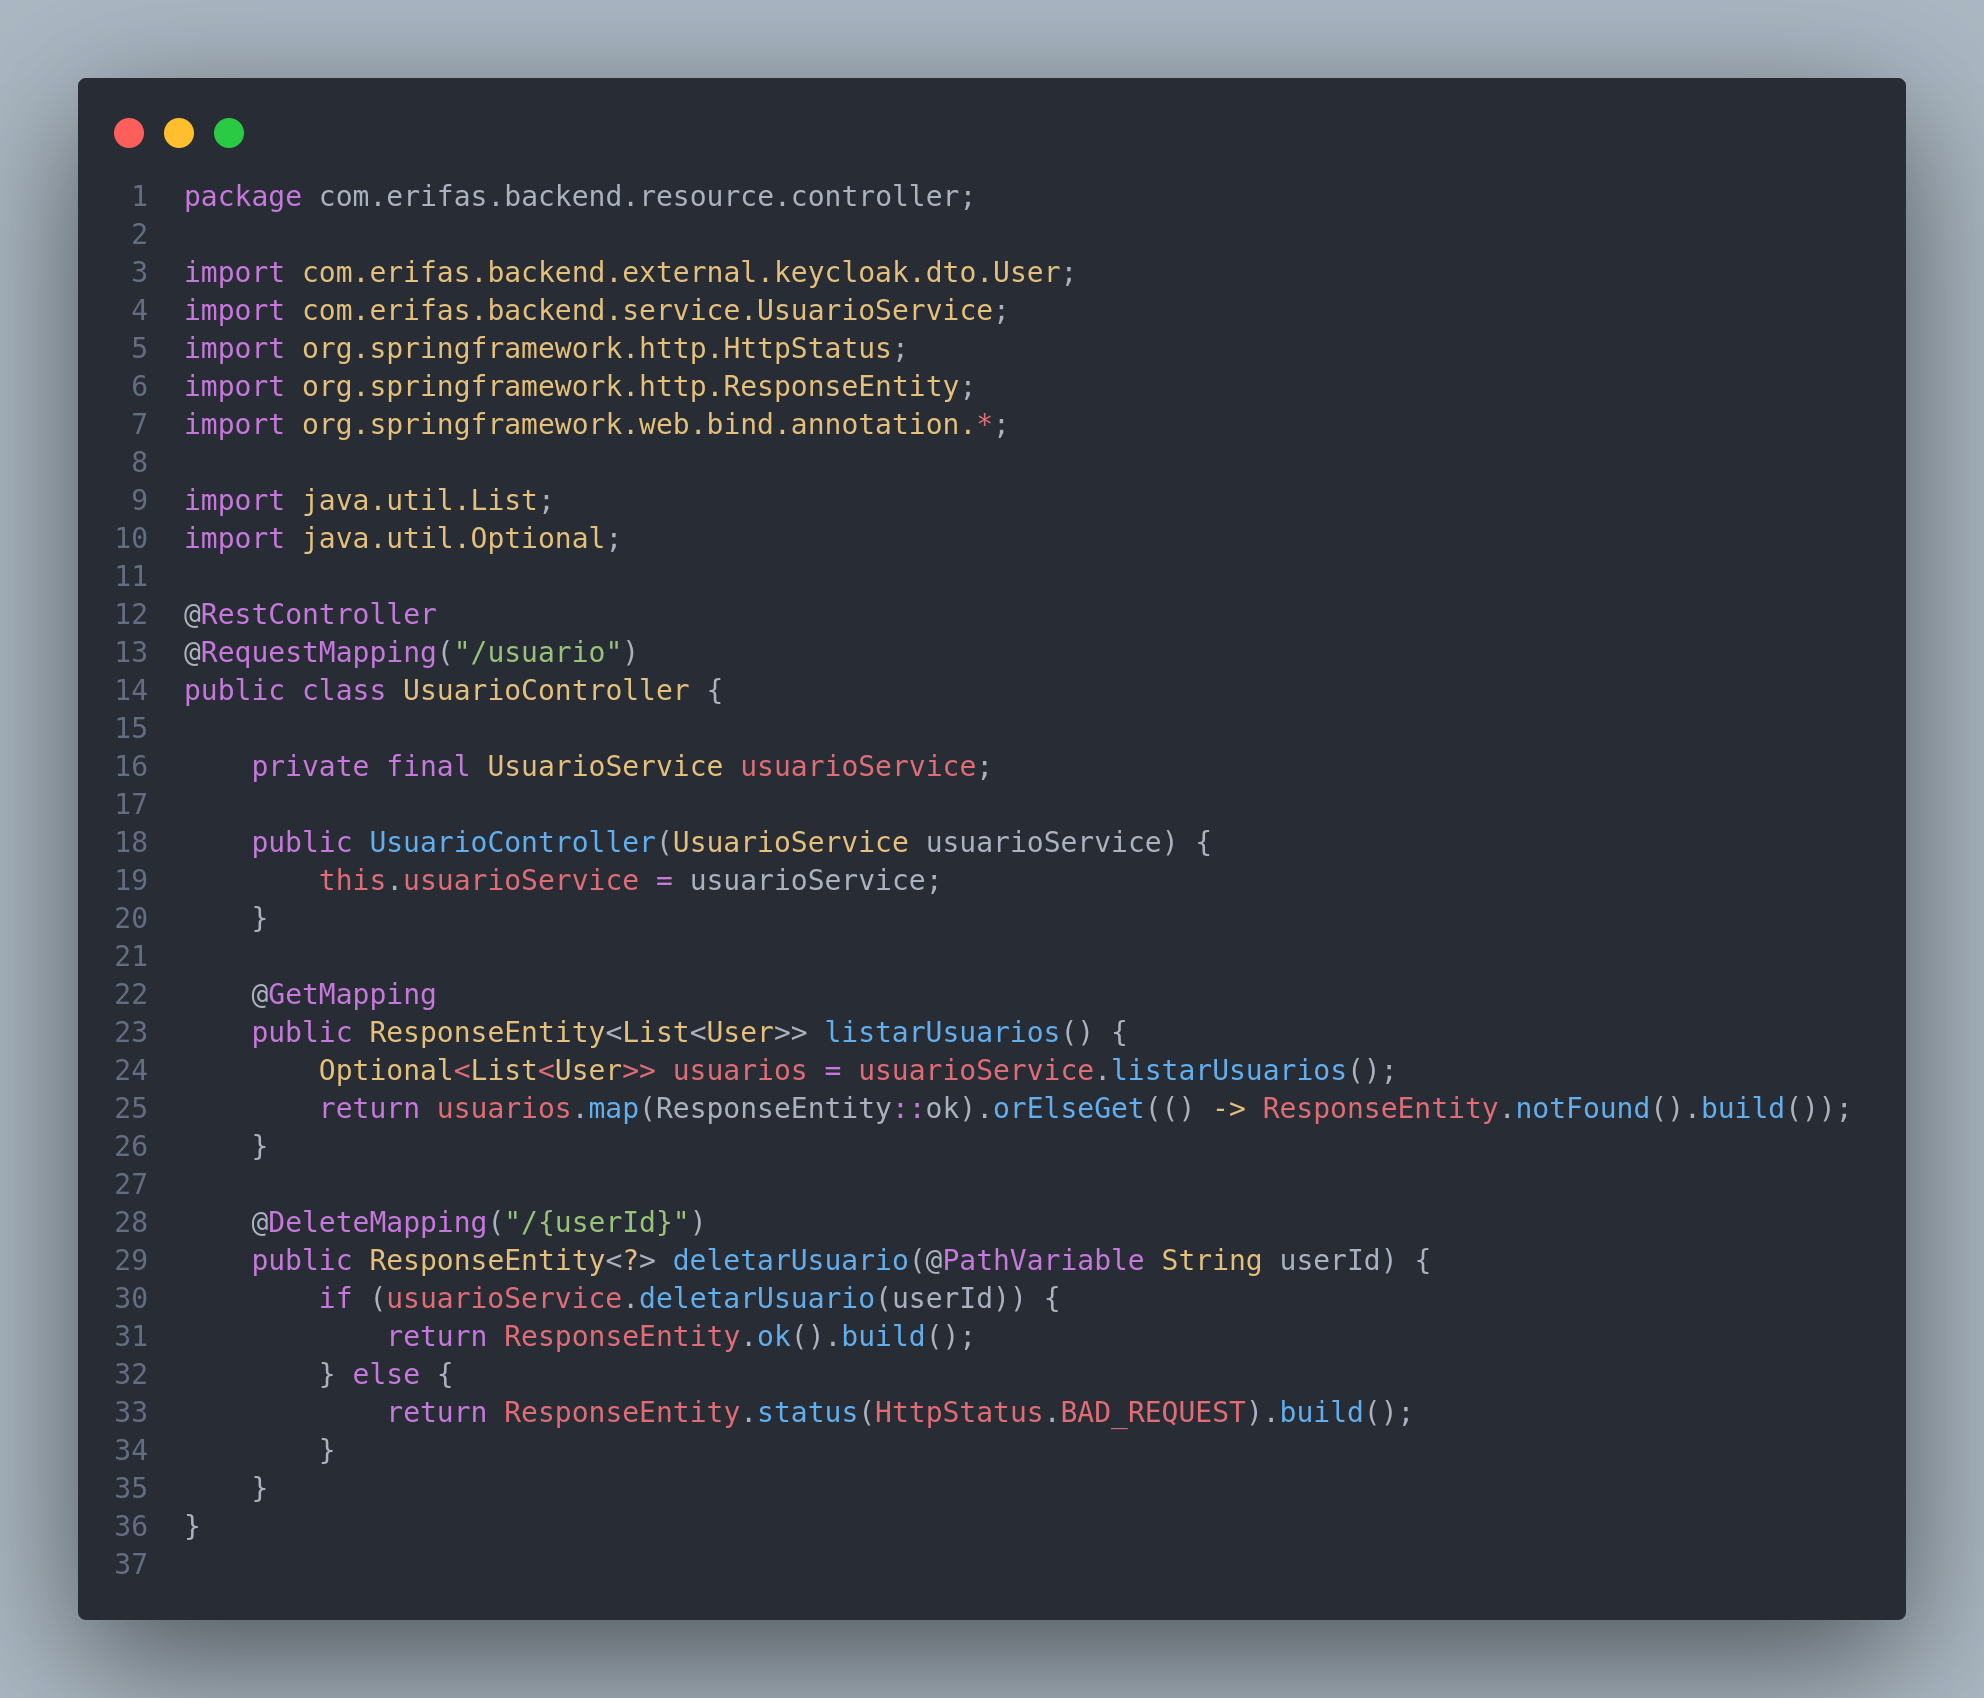 1 package com.erifas.backend.resource.controller;
2
3 import com.erifas.backend.external.keycloak.dto.User;
4 import com.erifas.backend.service.UsuarioService;
5 import org.springframework.http.HttpStatus;
6 import org.springframework.http.ResponseEntity;
7 import org.springframework.web.bind.annotation.*;
8
9 import java.util.List;
10 import java.util.Optional;
11
12 @RestController
13 @RequestMapping("/usuario")
14 public class UsuarioController {
15
16     private final UsuarioService usuarioService;
17
18     public UsuarioController(UsuarioService usuarioService) {
19         this.usuarioService = usuarioService;
20     }
21
22     @GetMapping
23     public ResponseEntity<List<User>> listarUsuarios() {
24         Optional<List<User>> usuarios = usuarioService.listarUsuarios();
25         return usuarios.map(ResponseEntity::ok).orElseGet(() -> ResponseEntity.notFound().build());
26     }
27
28     @DeleteMapping("/{userId}")
29     public ResponseEntity<?> deletarUsuario(@PathVariable String userId) {
30         if (usuarioService.deletarUsuario(userId)) {
31             return ResponseEntity.ok().build();
32         } else {
33             return ResponseEntity.status(HttpStatus.BAD_REQUEST).build();
34         }
35     }
36 }
37